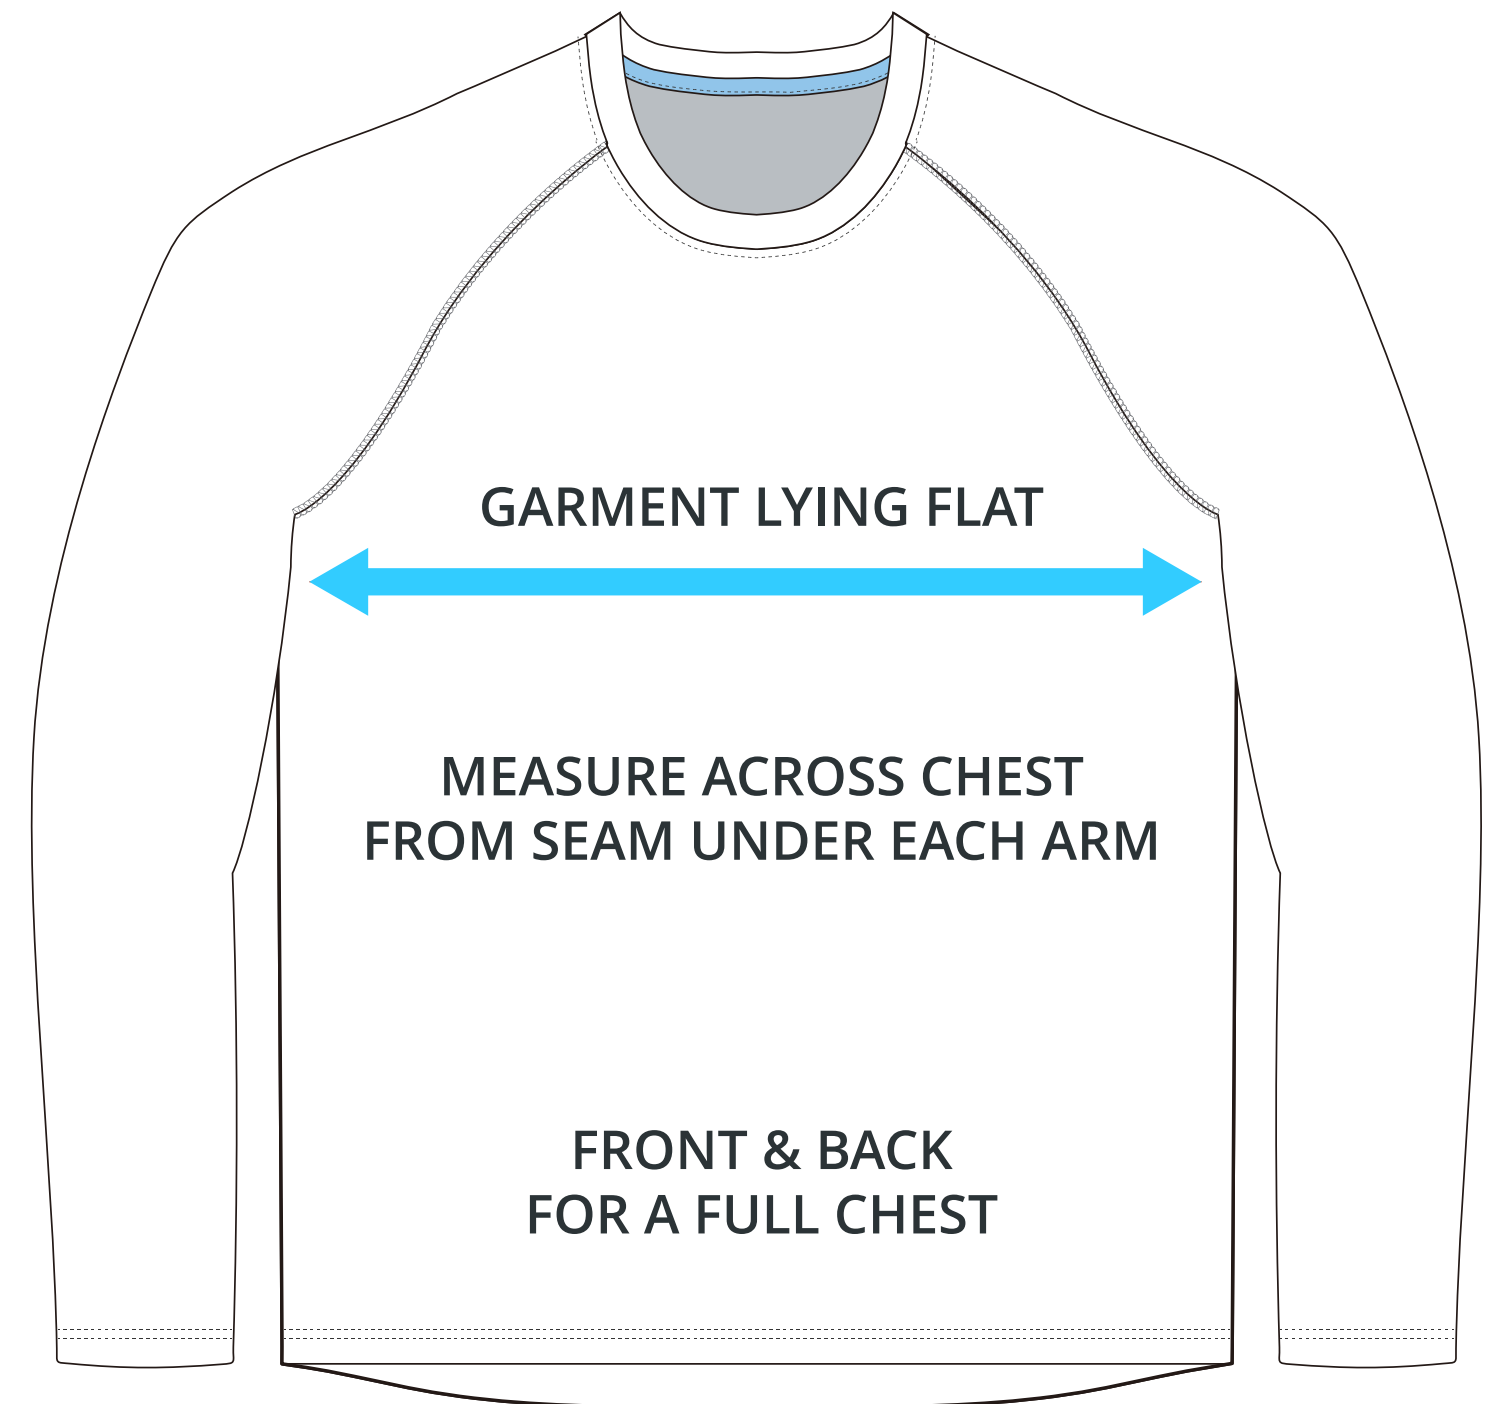 GARMENT LYING FLAT
MEASURE ACROSS CHEST
FROM SEAM UNDER EACH ARM
FRONT & BACK
FOR A FULL CHEST